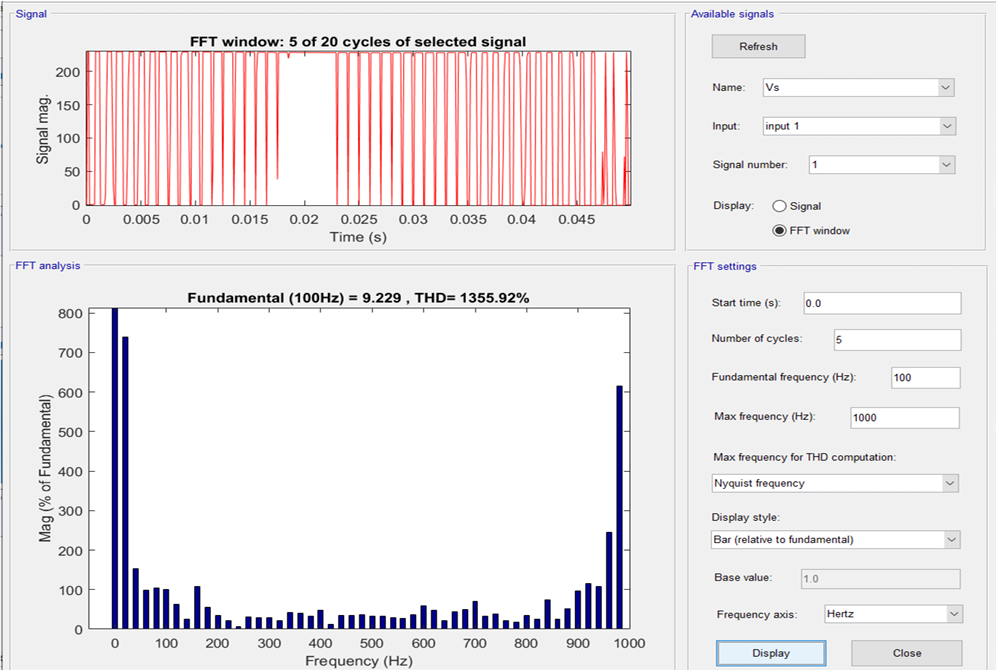 Signal
FFT window: 5 of 20 cycles of selected signal
Signal mag.
200
150
100
50
0
0 0.005 0.01 0.015 0.02 0.025 0.03 0.035 0.04 0.045
Time (s)
Available signals
Refresh
Name: Vs
Input: input 1
Signal number: 1
Display: Signal
FFT window
FFT analysis
Fundamental (100Hz) = 9.229 , THD= 1355.92%
Mag (% of Fundamental)
800
700
600
500
400
300
200
100
0
0 100 200 300 400 500 600 700 800 900 1000
Frequency (Hz)
FFT settings
Start time (s): 0.0
Number of cycles: 5
Fundamental frequency (Hz): 100
Max frequency (Hz): 1000
Max frequency for THD computation:
Nyquist frequency
Display style:
Bar (relative to fundamental)
Base value: 1.0
Frequency axis: Hertz
Display Close